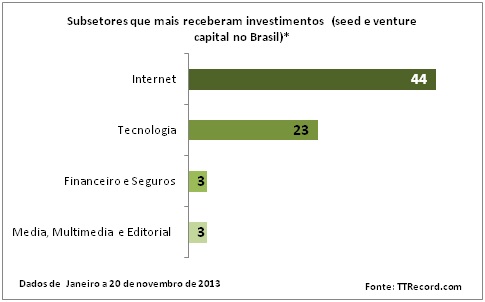 Subsetores que mais receberam investimentos (seed e venture
capital no Brasil)*
Internet 44
Tecnologia 23
Financeiro e Seguros 3
Media, Multimedia e Editorial 3
Dados de Janeiro a 20 de novembro de 2013 Fonte: TTRecord.com